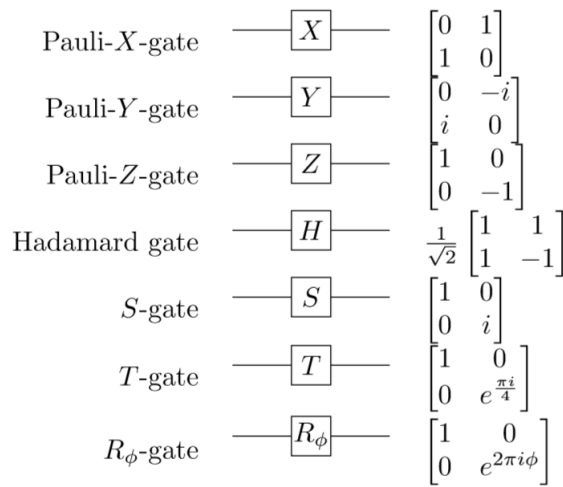 Pauli-X-gate X [0 1; 1 0]
Pauli-Y-gate Y [0 -i; i 0]
Pauli-Z-gate Z [1 0; 0 -1]
Hadamard gate H 1/√2 [1 1; 1 -1]
S-gate S [1 0; 0 i]
T-gate T [1 0; 0 e^{πi/4}]
R_ϕ-gate R_ϕ [1 0; 0 e^{2πiϕ}]